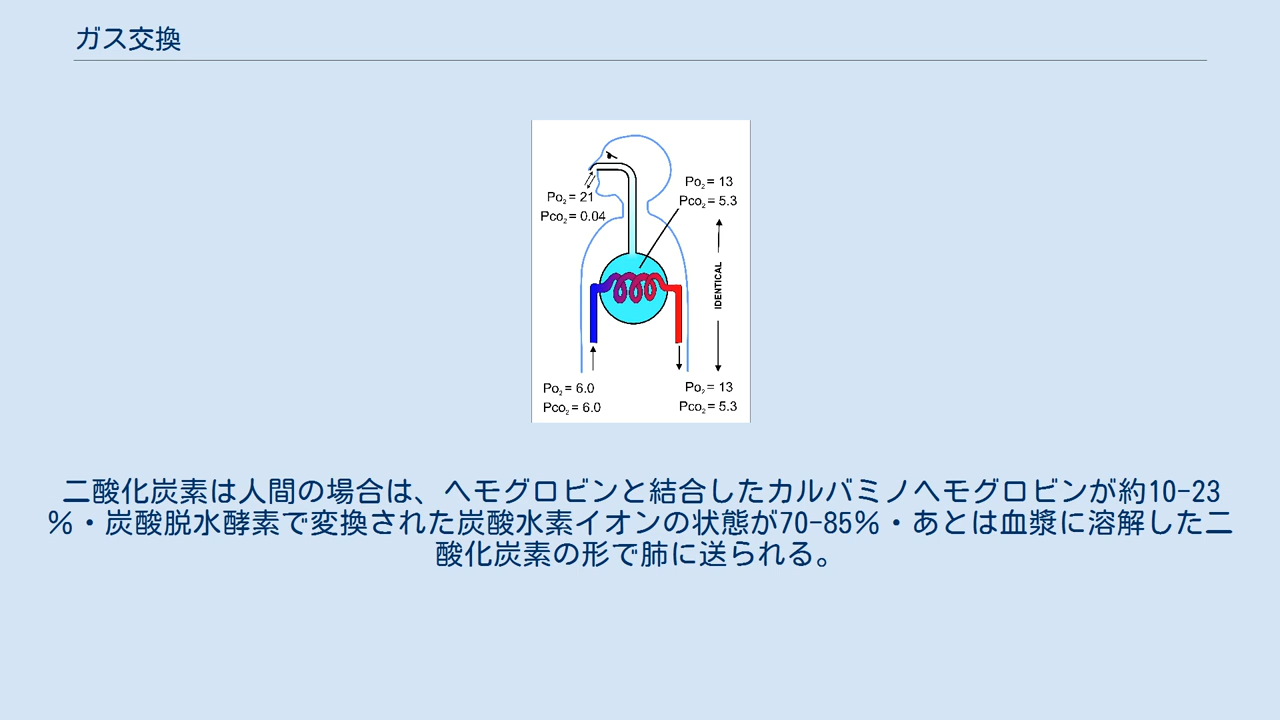 ガス交換
Po2 = 21
Pco2 = 0.04
Po2 = 13
Pco2 = 5.3
IDENTICAL
Po2 = 6.0
Pco2 = 6.0
Po2 = 13
Pco2 = 5.3
二酸化炭素は人間の場合は、ヘモグロビンと結合したカルバミノヘモグロビンが約10-23
%・炭酸脱水酵素で変換された炭酸水素イオンの状態が70-85%・あとは血漿に溶解した二
酸化炭素の形で肺に送られる。